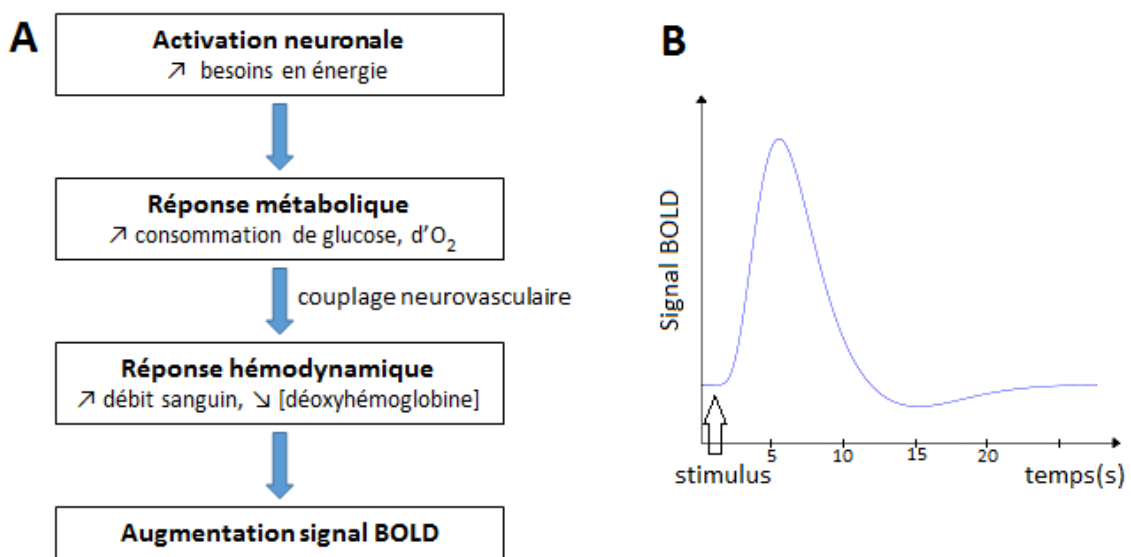 A
Activation neuronale
↗ besoins en énergie
Réponse métabolique
↗ consommation de glucose, d'O₂
couplage neurovasculaire
Réponse hémodynamique
↗ débit sanguin, ↘ [déoxyhémoglobine]
Augmentation signal BOLD
B
Signal BOLD
5 10 15 20
stimulus temps(s)